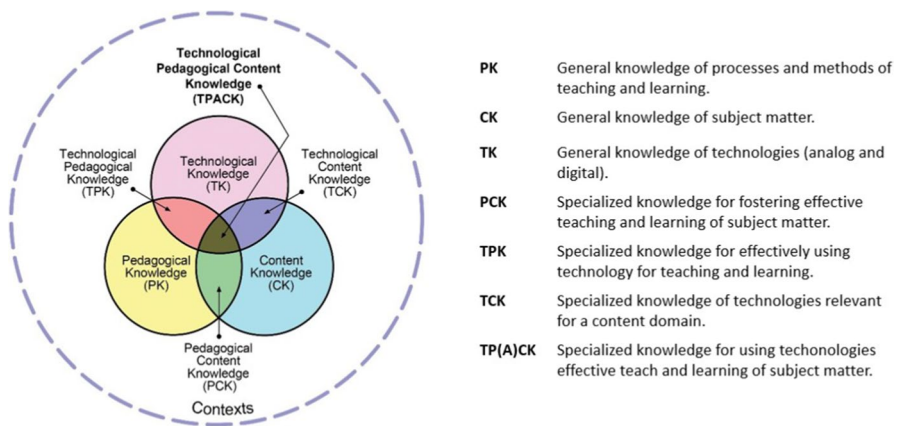 Technological
Pedagogical Content
Knowledge
(TPACK)
Technological
Pedagogical
Knowledge
(TPK)
Technological
Knowledge
(TK)
Technological
Content
Knowledge
(TCK)
Pedagogical
Knowledge
(PK)
Content
Knowledge
(CK)
Pedagogical
Content
Knowledge
(PCK)
Contexts
PK General knowledge of processes and methods of
teaching and learning.
CK General knowledge of subject matter.
TK General knowledge of technologies (analog and
digital).
PCK Specialized knowledge for fostering effective
teaching and learning of subject matter.
TPK Specialized knowledge for effectively using
technology for teaching and learning.
TCK Specialized knowledge of technologies relevant
for a content domain.
TP(A)CK Specialized knowledge for using techonologies
effective teach and learning of subject matter.